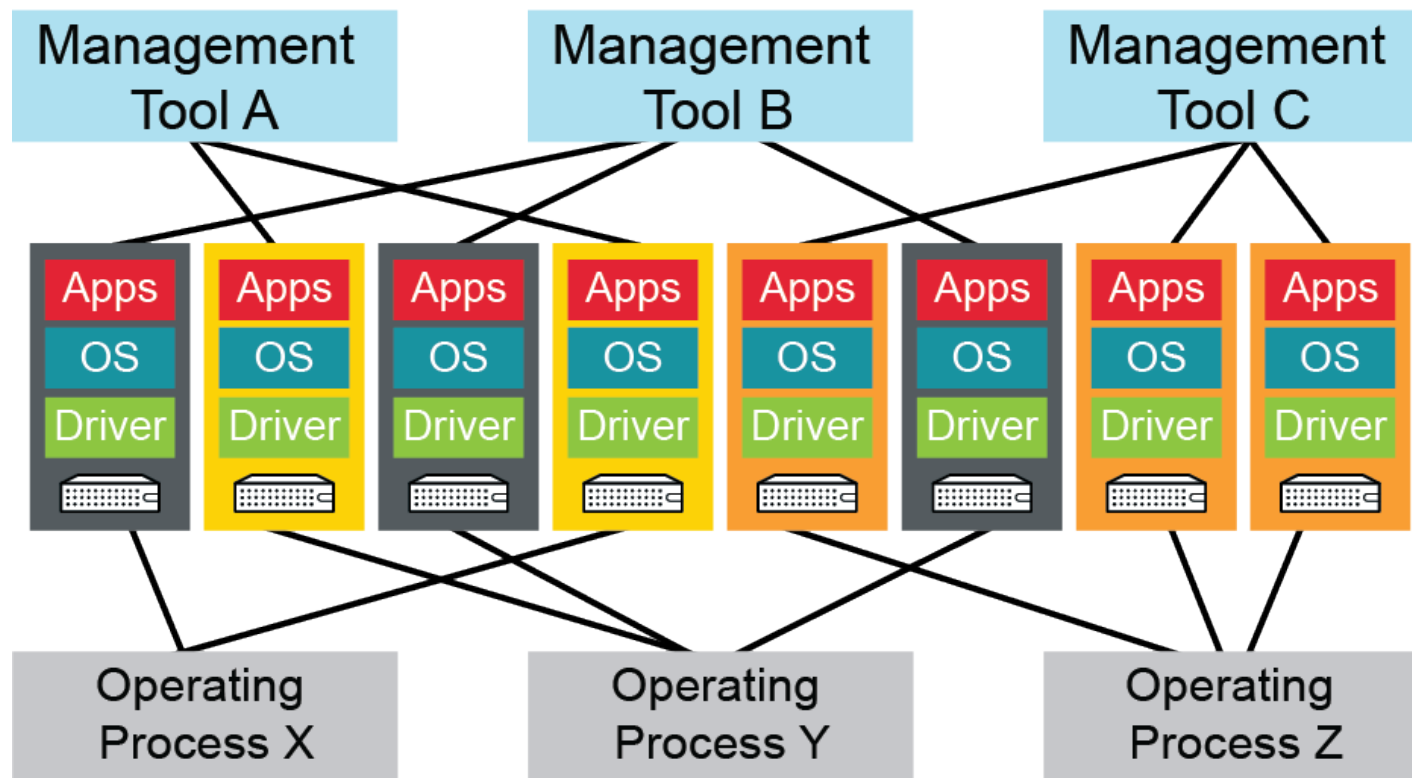 Management
Tool A
Management
Tool B
Management
Tool C
Apps
OS
Driver
Apps
OS
Driver
Apps
OS
Driver
Apps
OS
Driver
Apps
OS
Driver
Apps
OS
Driver
Apps
OS
Driver
Apps
OS
Driver
Operating
Process X
Operating
Process Y
Operating
Process Z